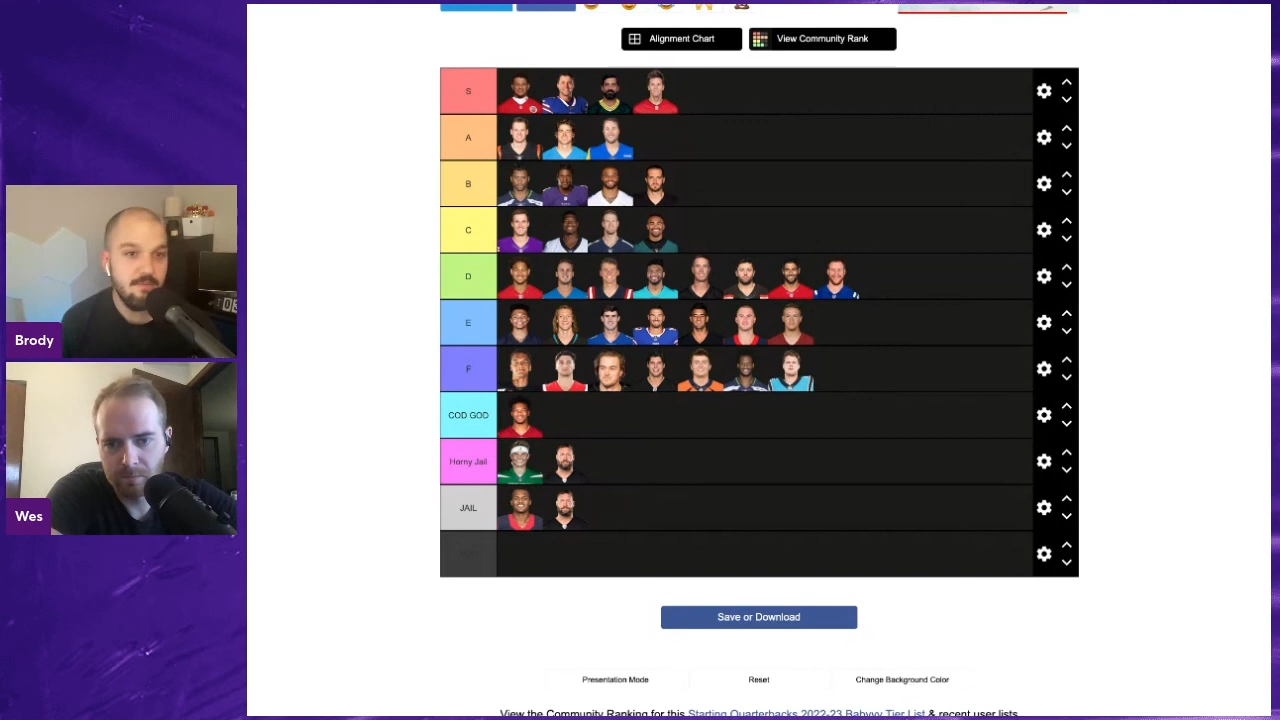 Alignment Chart
View Community Rank
S
A
B
C
D
E
F
COD GOD
Horny Jail
JAIL
Brody
Wes
Save or Download
Presentation Mode
Reset
Change Background Color
View the Community Ranking for this Starting Quarterbacks 2022-23 Babyyy Tier List & recent user lists